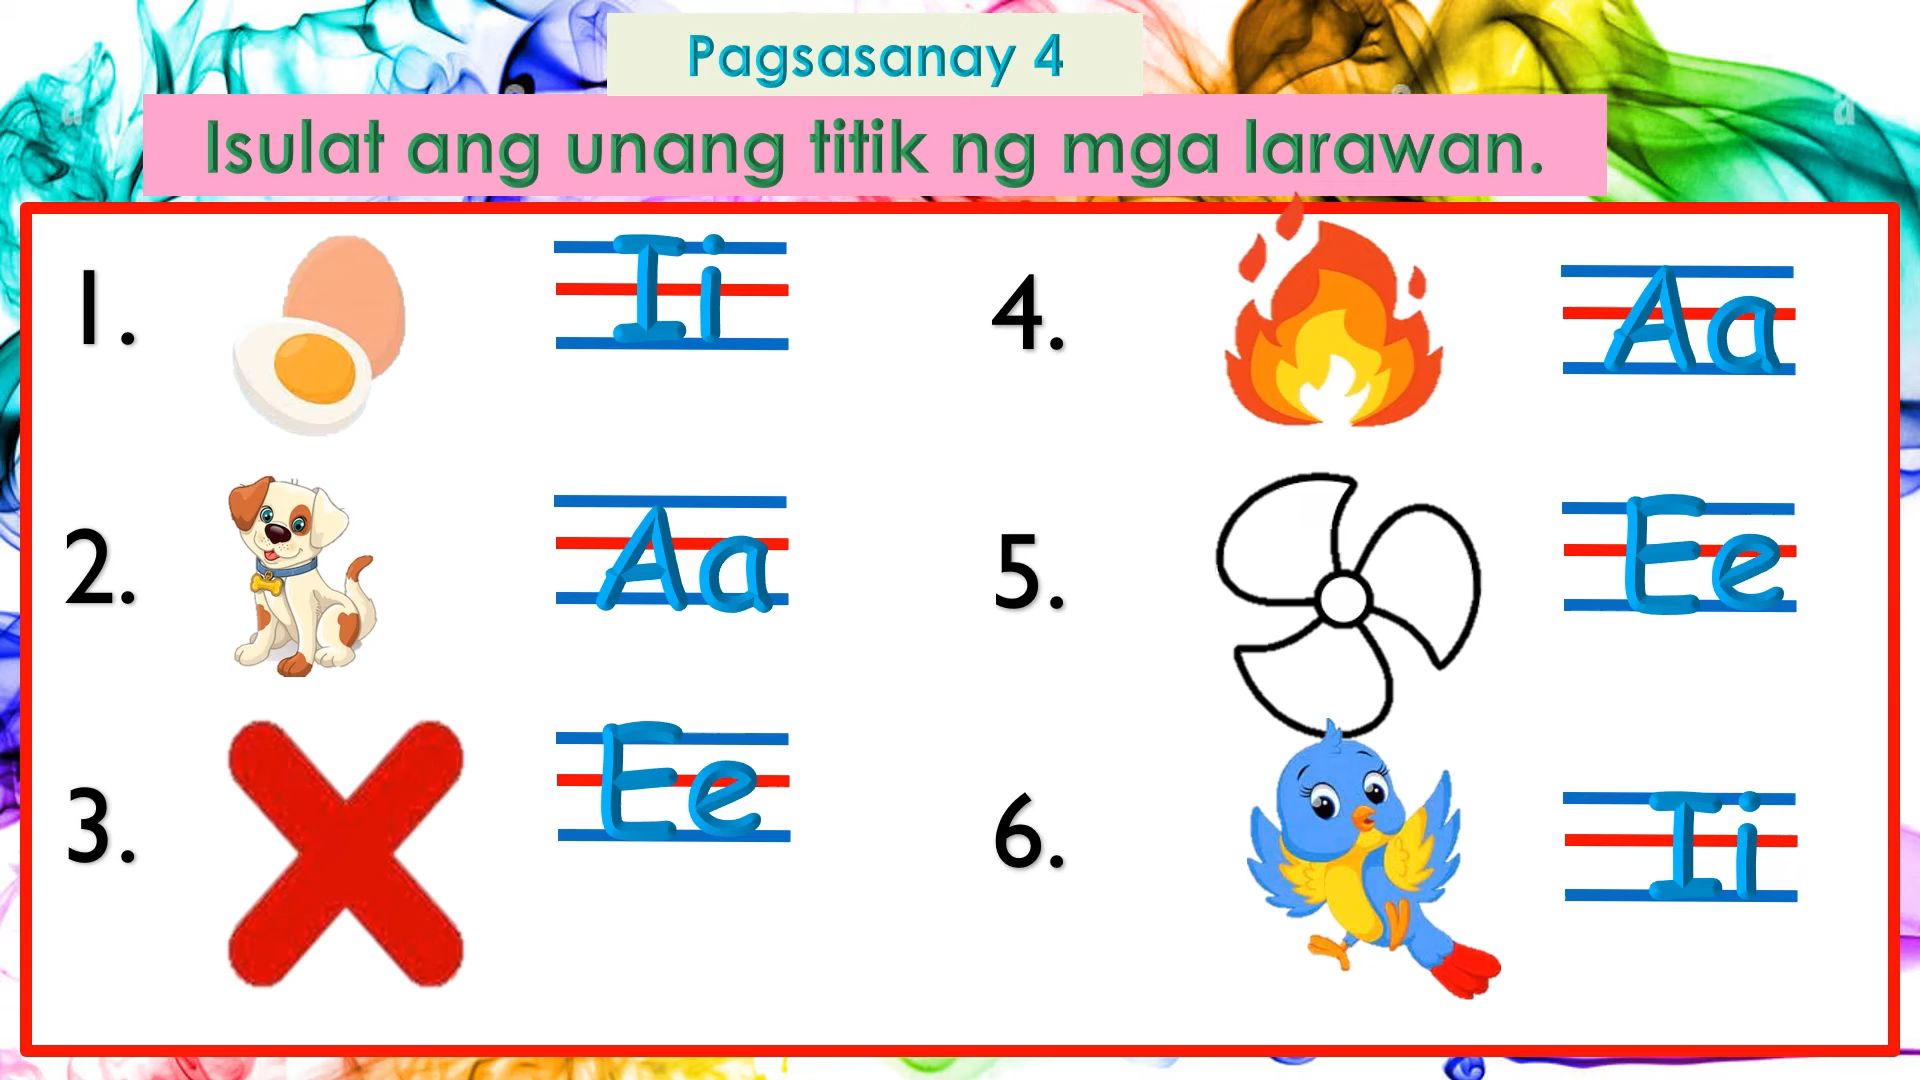 Pagsasanay 4
Isulat ang unang titik ng mga larawan.
1. Ii
2. Aa
3. Ee
4. Aa
5. Ee
6. Ii